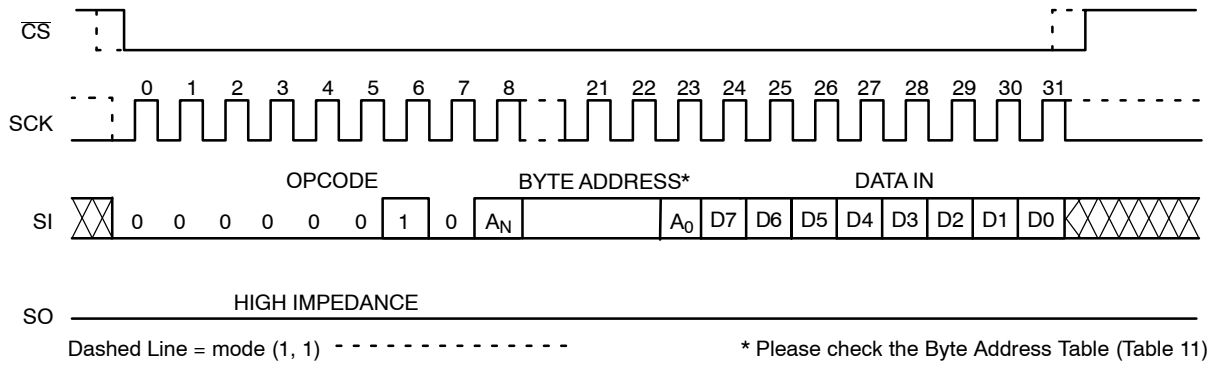 CS
0 1 2 3 4 5 6 7 8 21 22 23 24 25 26 27 28 29 30 31
SCK
OPCODE BYTE ADDRESS* DATA IN
SI 0 0 0 0 0 0 1 0 AN A0 D7 D6 D5 D4 D3 D2 D1 D0
HIGH IMPEDANCE
SO
Dashed Line = mode (1, 1) * Please check the Byte Address Table (Table 11)